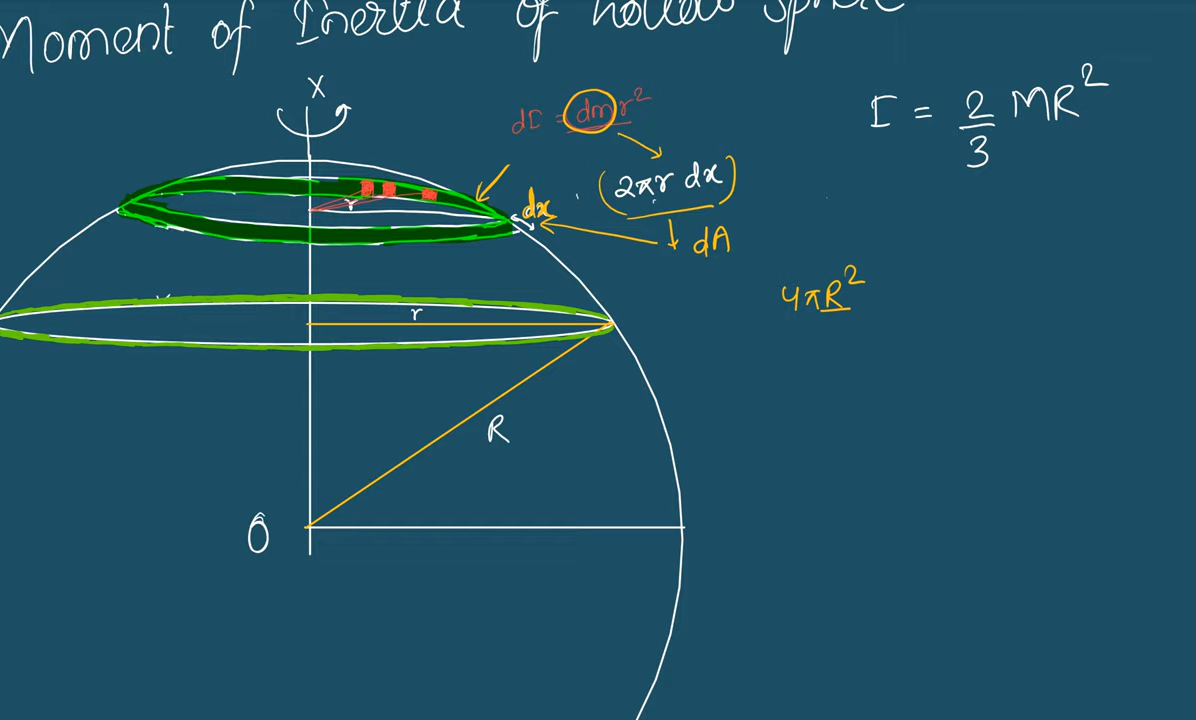 Moment of Inertia of hollow sphere
X
dI = dm r²
I = 2/3 MR²
(2πr dx)
r
dx
dA
4πR²
r
R
O